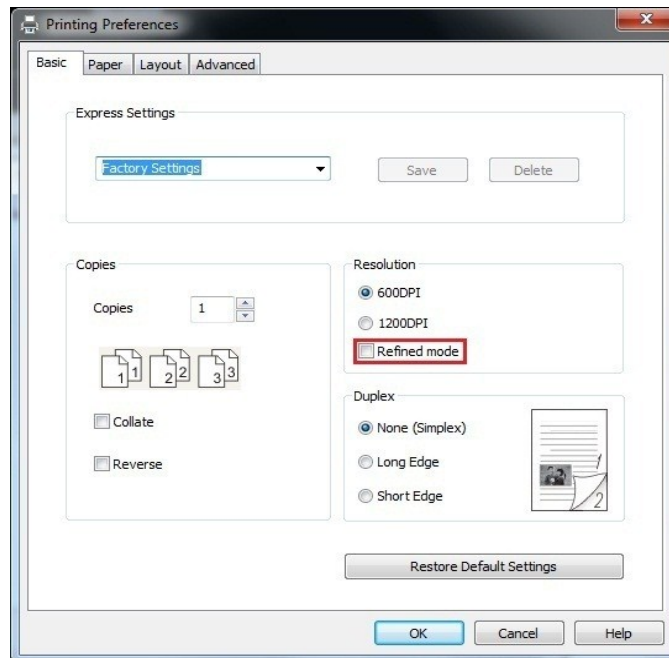 Printing Preferences
Basic Paper Layout Advanced
Express Settings
Factory Settings
Save Delete
Copies
Copies 1
1 1 2 2 3 3
Collate
Reverse
Resolution
600DPI
1200DPI
Refined mode
Duplex
None (Simplex)
Long Edge
Short Edge
1
2
Restore Default Settings
OK Cancel Help